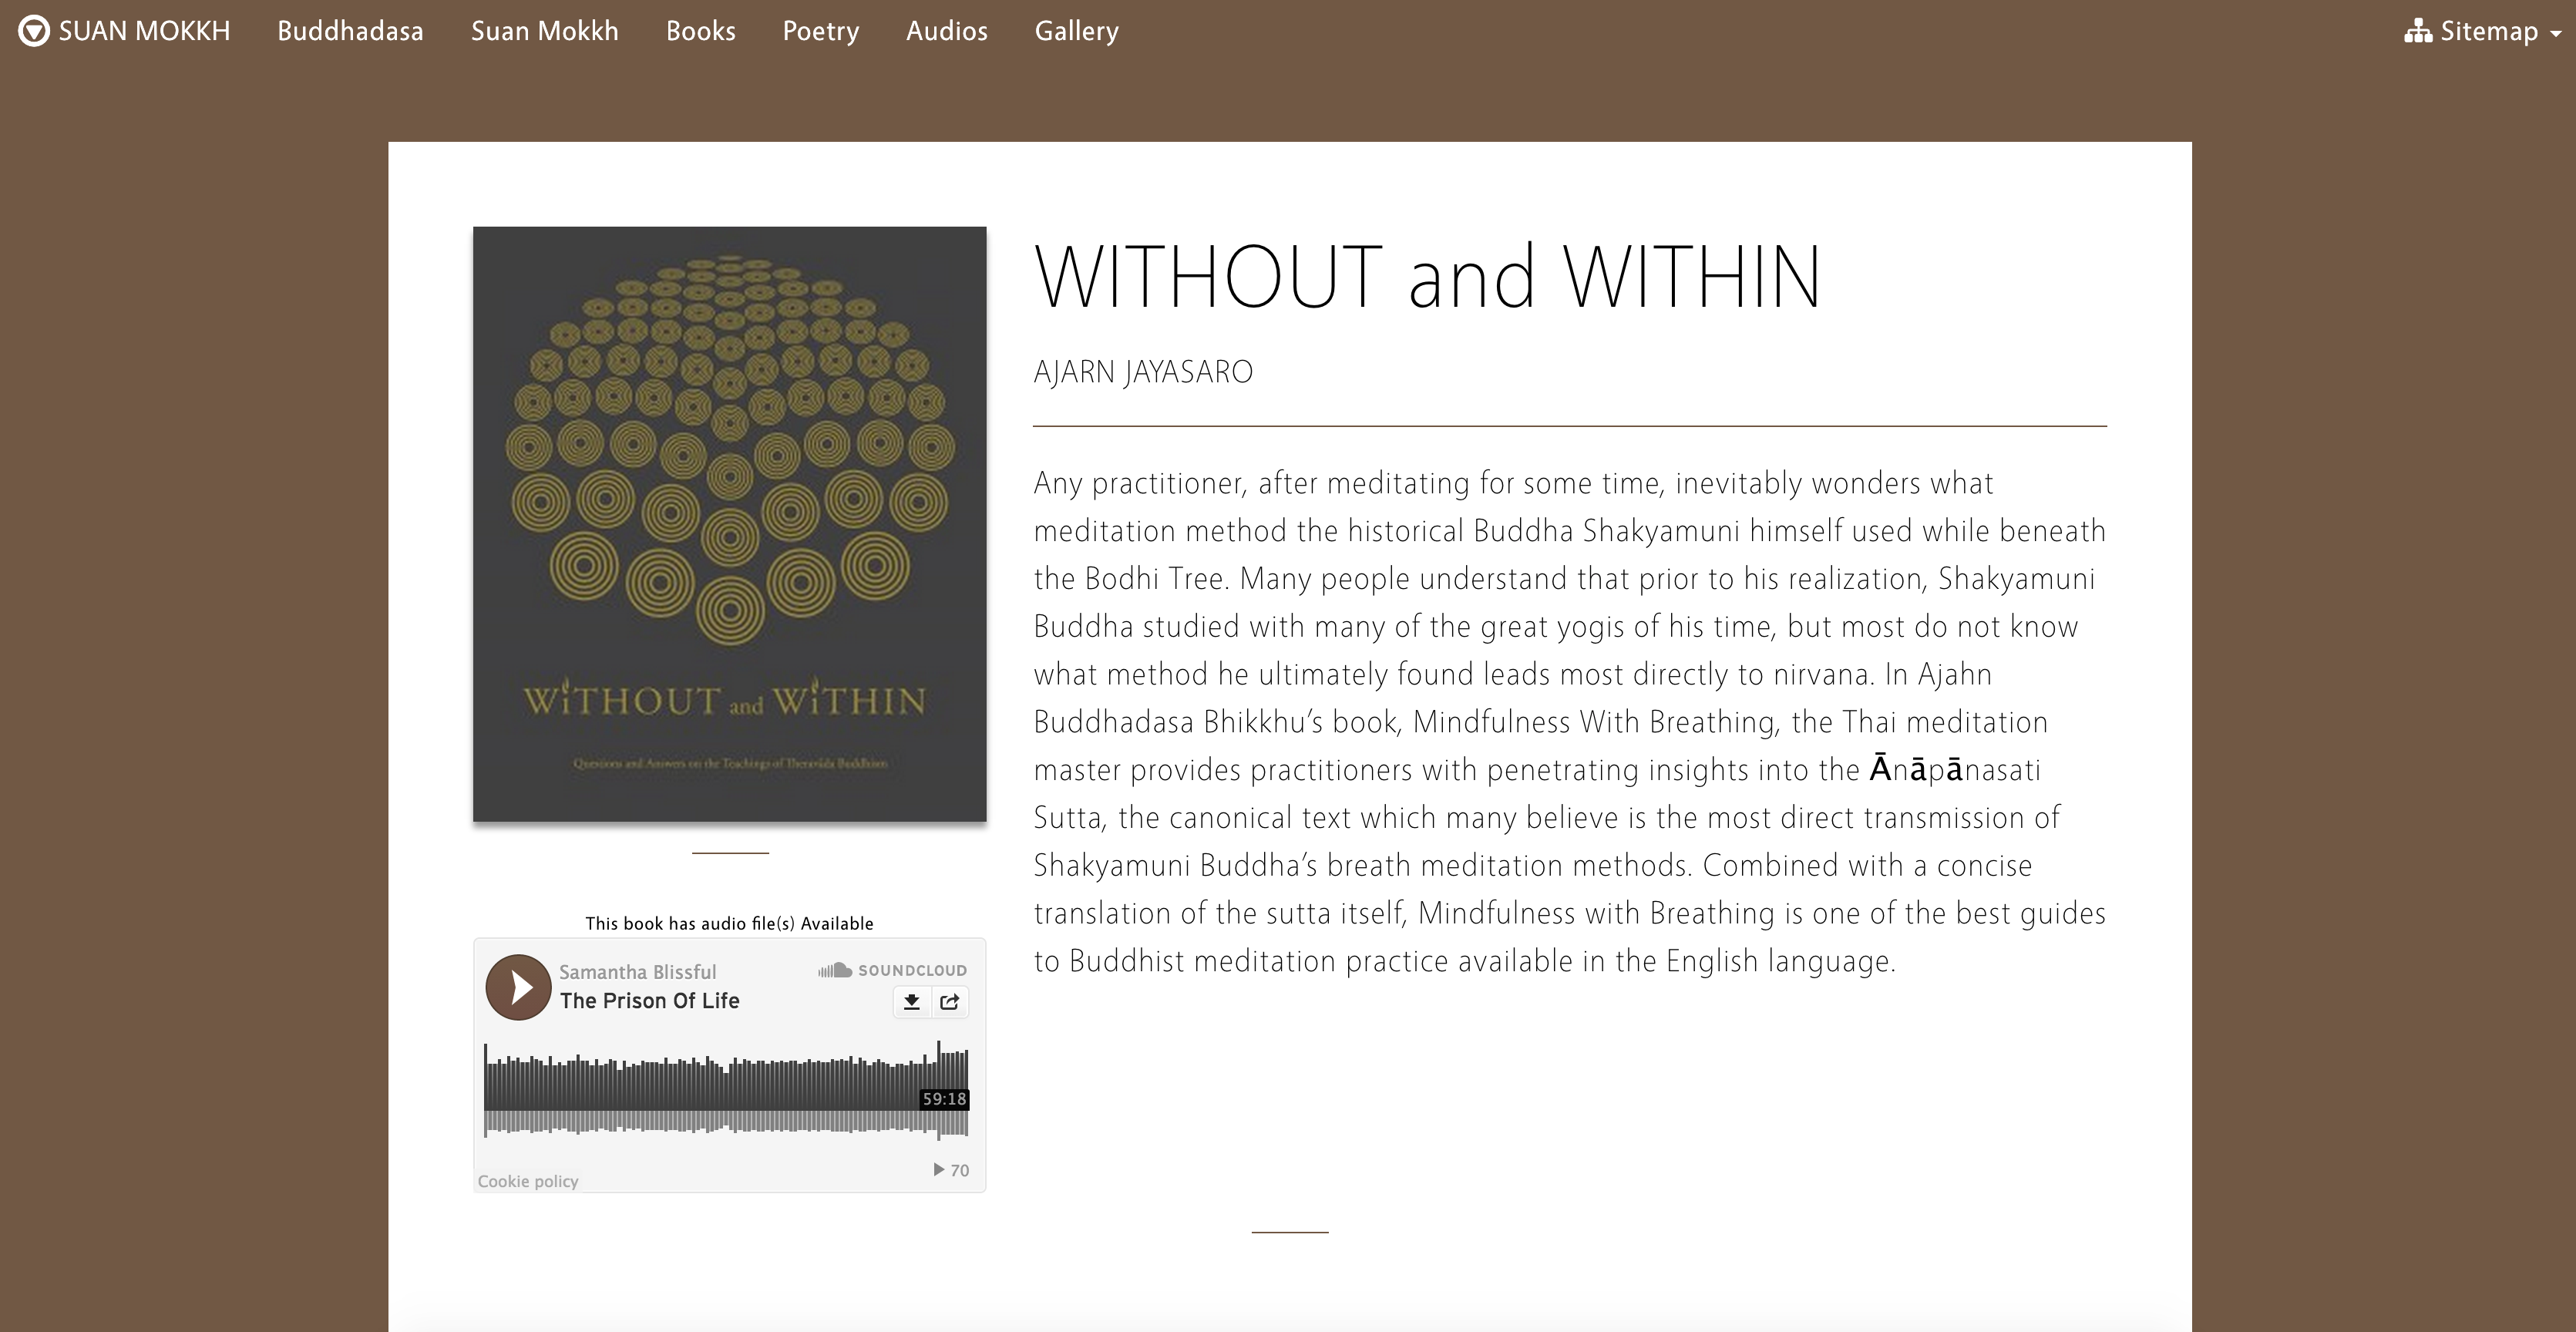 SUAN MOKKH Buddhadasa Suan Mokkh Books Poetry Audios Gallery Sitemap
WiTHOUT and WiTHIN
Questions and Answers on the Teachings of Theravāda Buddhism
This book has audio file(s) Available
Samantha Blissful
SOUNDCLOUD
The Prison Of Life
59:18
70
Cookie policy
WITHOUT and WITHIN
AJARN JAYASARO
Any practitioner, after meditating for some time, inevitably wonders what
meditation method the historical Buddha Shakyamuni himself used while beneath
the Bodhi Tree. Many people understand that prior to his realization, Shakyamuni
Buddha studied with many of the great yogis of his time, but most do not know
what method he ultimately found leads most directly to nirvana. In Ajahn
Buddhadasa Bhikkhu’s book, Mindfulness With Breathing, the Thai meditation
master provides practitioners with penetrating insights into the Ānāpānasati
Sutta, the canonical text which many believe is the most direct transmission of
Shakyamuni Buddha’s breath meditation methods. Combined with a concise
translation of the sutta itself, Mindfulness with Breathing is one of the best guides
to Buddhist meditation practice available in the English language.